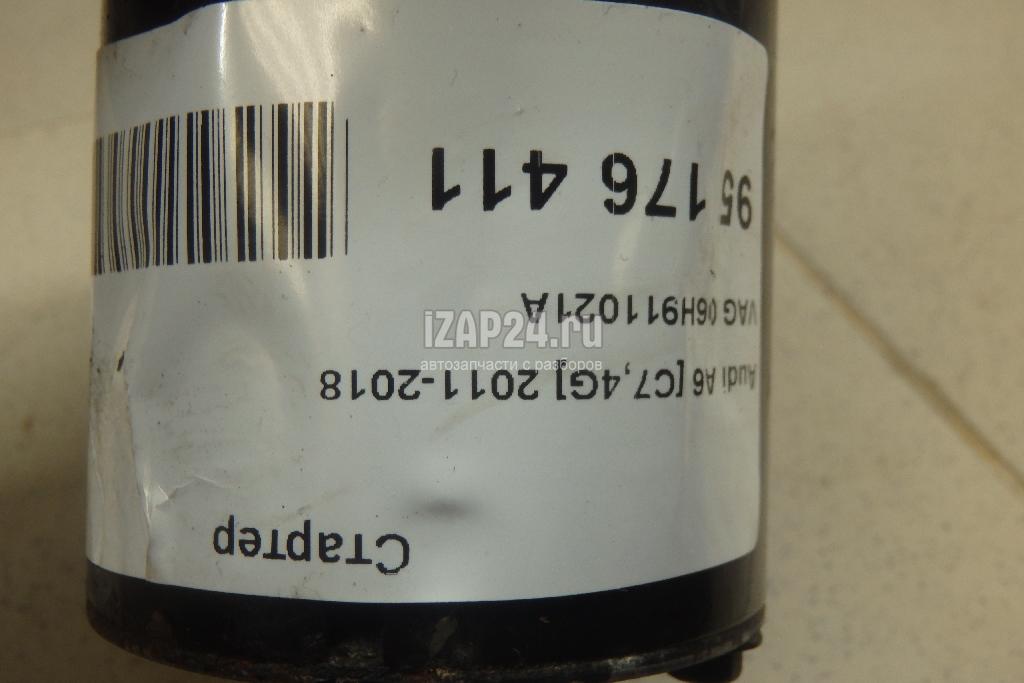 Стартер
Audi A6 [C7,4G] 2011-2018
VAG 06H911021A
95 176 411
iZAP24.ru
автозапчасти с разборов